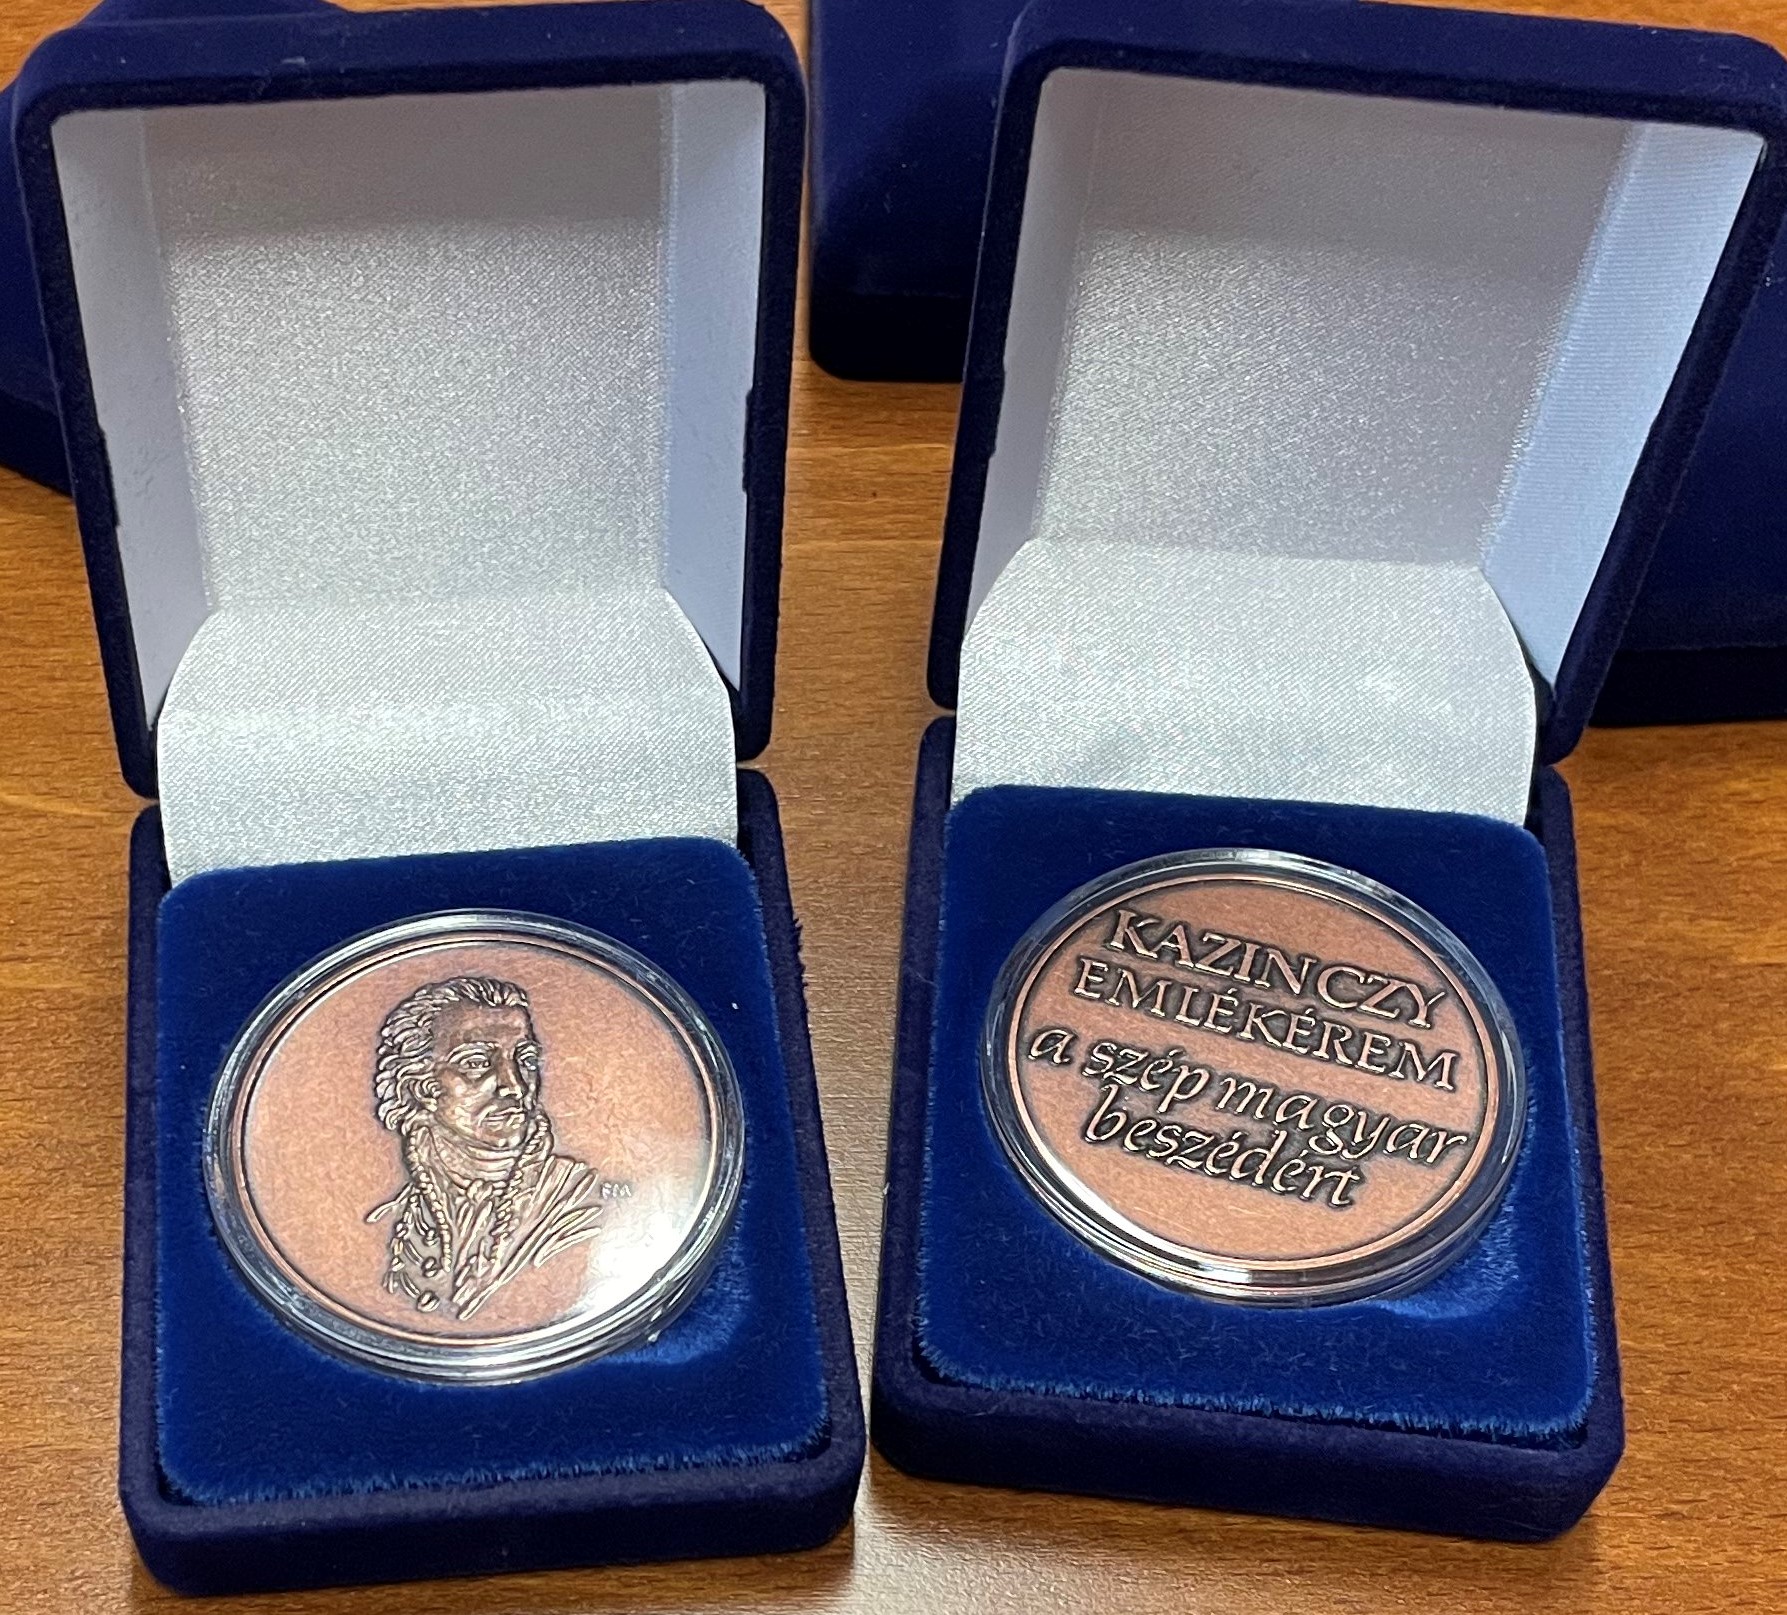 KAZINCZY
EMLÉKÉREM
a szép magyar
beszédért